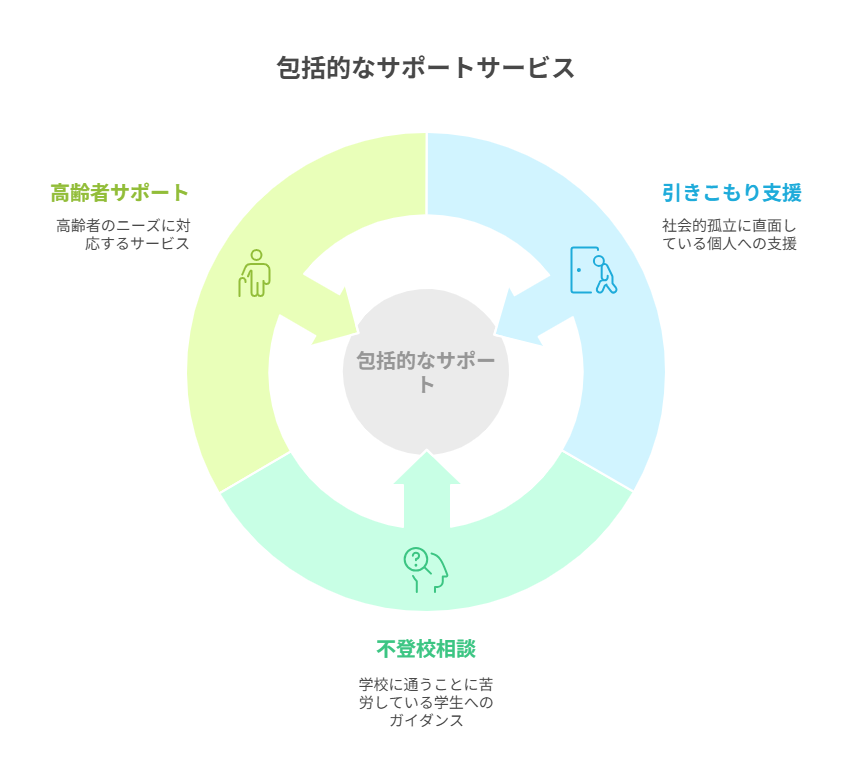 包括的なサポートサービス
高齢者サポート
高齢者のニーズに対
応するサービス
引きこもり支援
社会的孤立に直面し
ている個人への支援
包括的なサポー
ト
不登校相談
学校に通うことに苦
労している学生への
ガイダンス